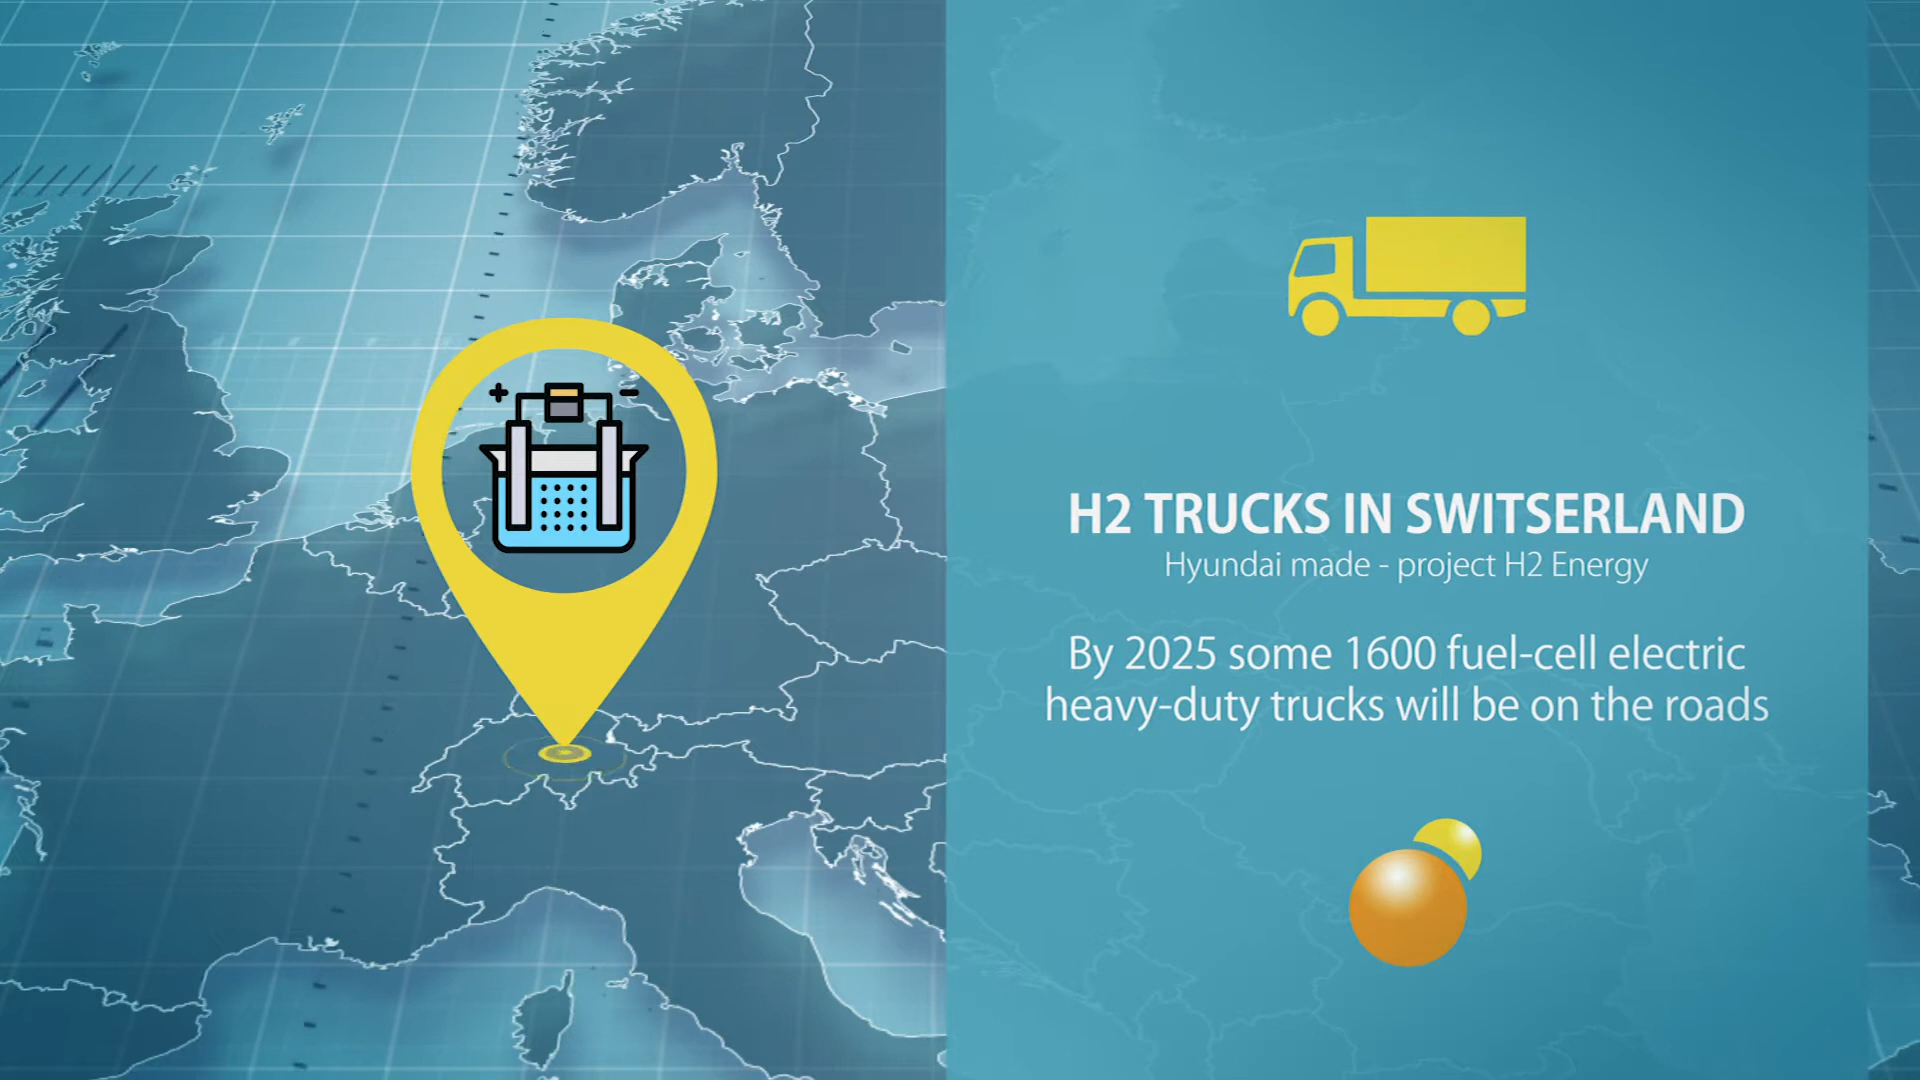 H2 TRUCKS IN SWITSERLAND
Hyundai made - project H2 Energy
By 2025 some 1600 fuel-cell electric
heavy-duty trucks will be on the roads